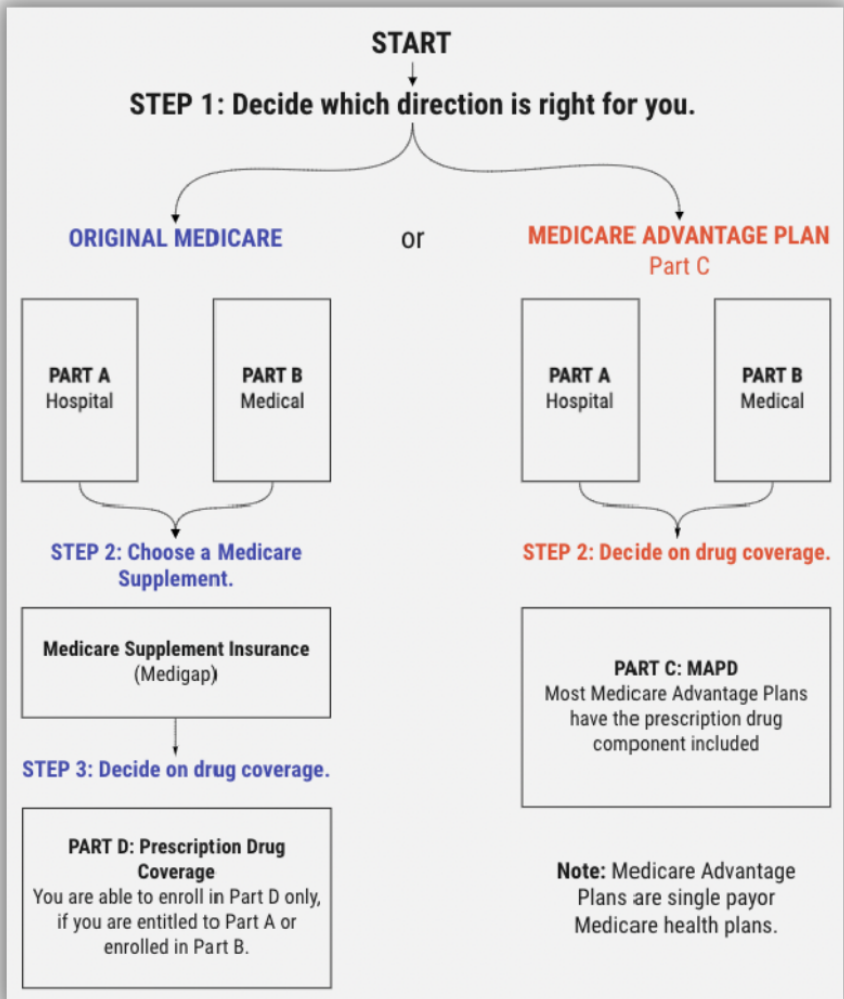 START
STEP 1: Decide which direction is right for you.
ORIGINAL MEDICARE
or
MEDICARE ADVANTAGE PLAN
Part C
PART A
Hospital
PART B
Medical
PART A
Hospital
PART B
Medical
STEP 2: Choose a Medicare
Supplement.
Medicare Supplement Insurance
(Medigap)
STEP 3: Decide on drug coverage.
PART D: Prescription Drug
Coverage
You are able to enroll in Part D only,
if you are entitled to Part A or
enrolled in Part B.
STEP 2: Decide on drug coverage.
PART C: MAPD
Most Medicare Advantage Plans
have the prescription drug
component included
Note: Medicare Advantage
Plans are single payor
Medicare health plans.